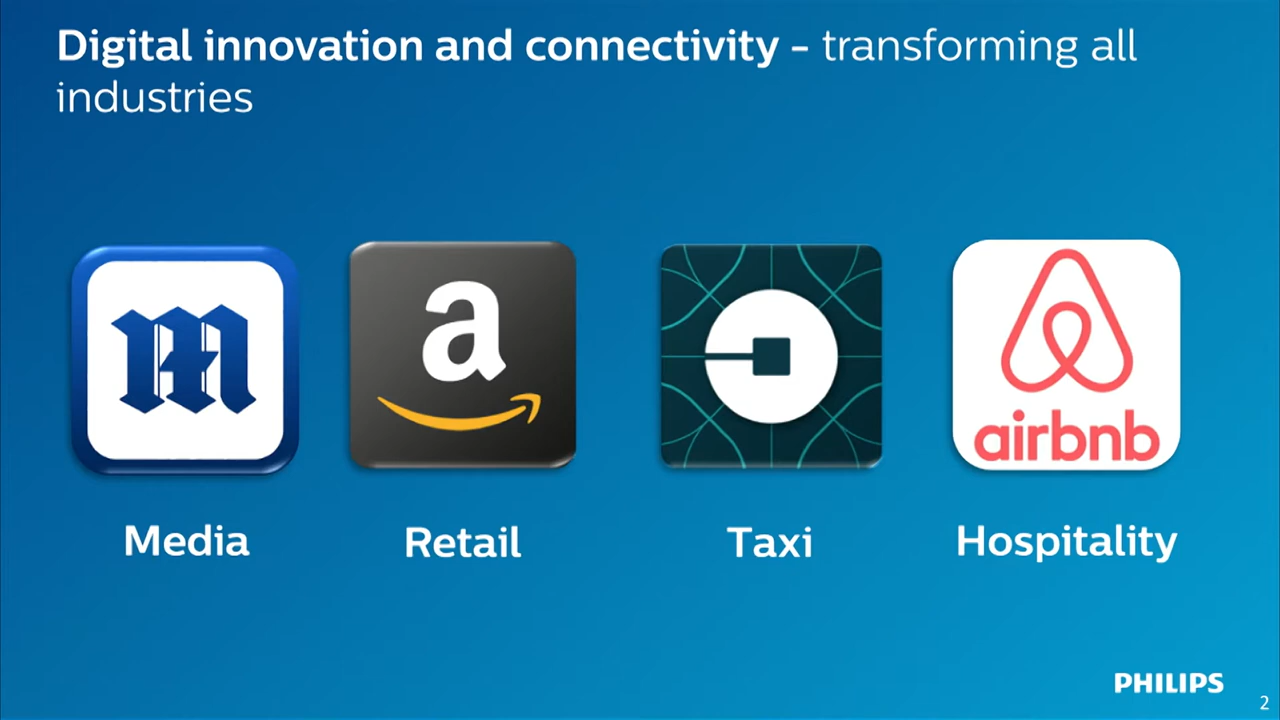 Digital innovation and connectivity – transforming all
industries
m
a
airbnb
Media
Retail
Taxi
Hospitality
PHILIPS
2